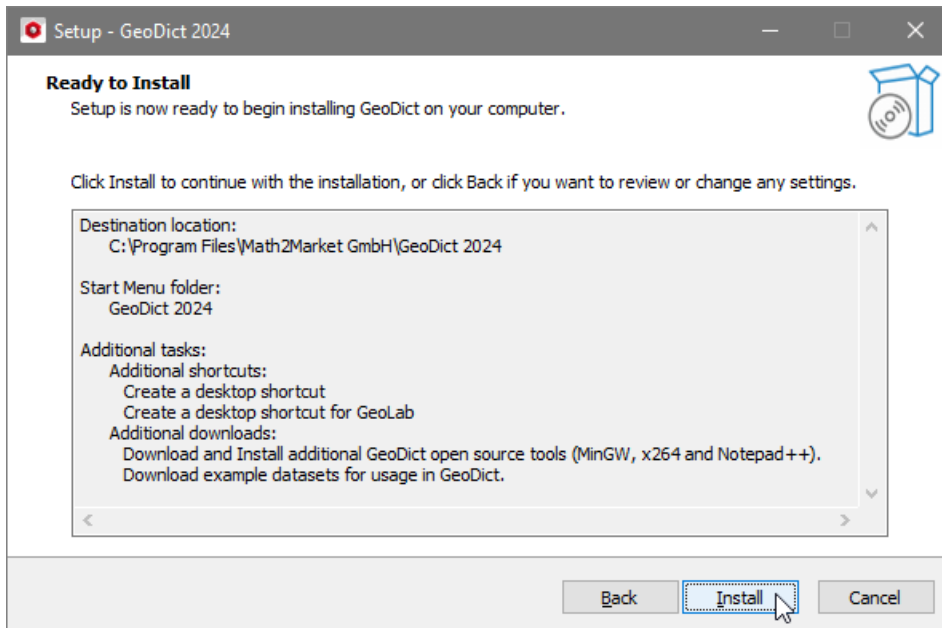 Setup - GeoDict 2024
Ready to Install
Setup is now ready to begin installing GeoDict on your computer.
Click Install to continue with the installation, or click Back if you want to review or change any settings.
Destination location:
C:\Program Files\Math2Market GmbH\GeoDict 2024
Start Menu folder:
GeoDict 2024
Additional tasks:
Additional shortcuts:
Create a desktop shortcut
Create a desktop shortcut for GeoLab
Additional downloads:
Download and Install additional GeoDict open source tools (MinGW, x264 and Notepad++).
Download example datasets for usage in GeoDict.
Back Install Cancel